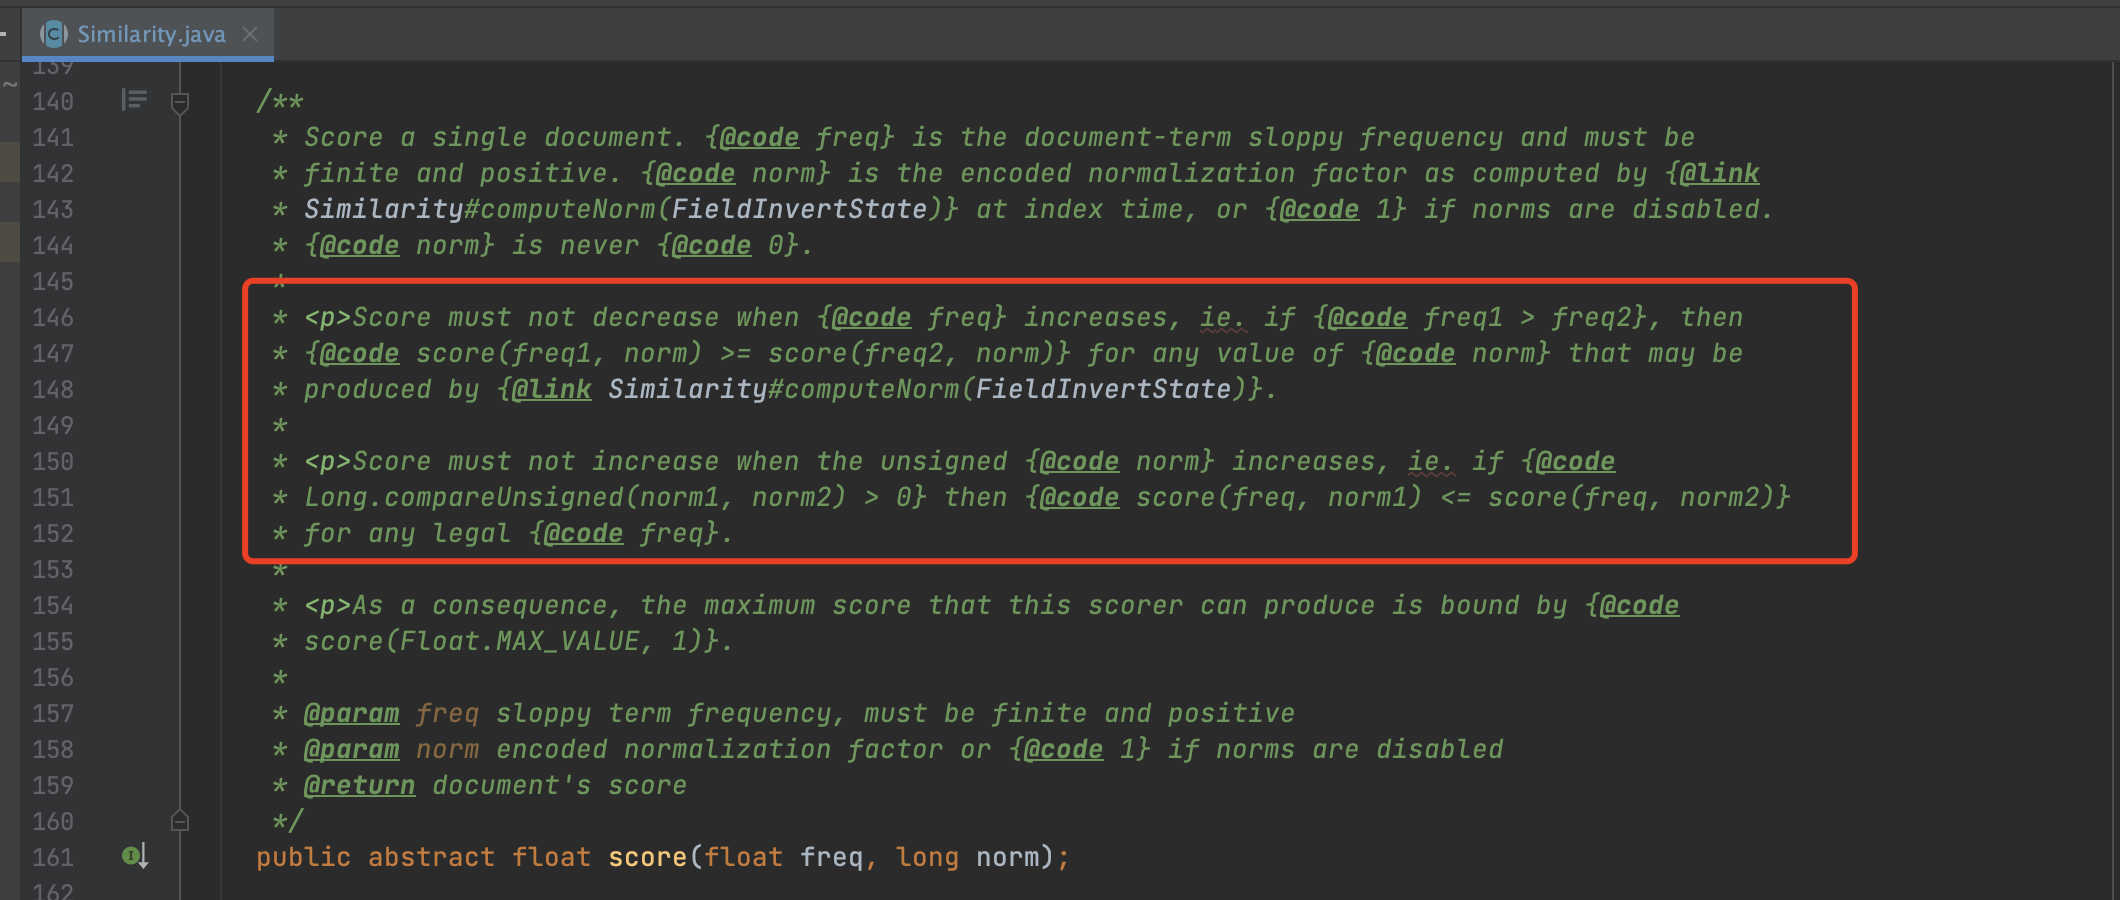 Similarity.java
139
140 /**
141 * Score a single document. {@code freq} is the document-term sloppy frequency and must be
142 * finite and positive. {@code norm} is the encoded normalization factor as computed by {@link
143 * Similarity#computeNorm(FieldInvertState)} at index time, or {@code 1} if norms are disabled.
144 * {@code norm} is never {@code 0}.
145 *
146 * <p>Score must not decrease when {@code freq} increases, ie. if {@code freq1 > freq2}, then
147 * {@code score(freq1, norm) >= score(freq2, norm)} for any value of {@code norm} that may be
148 * produced by {@link Similarity#computeNorm(FieldInvertState)}.
149 *
150 * <p>Score must not increase when the unsigned {@code norm} increases, ie. if {@code
151 * Long.compareUnsigned(norm1, norm2) > 0} then {@code score(freq, norm1) <= score(freq, norm2)}
152 * for any legal {@code freq}.
153 *
154 * <p>As a consequence, the maximum score that this scorer can produce is bound by {@code
155 * score(Float.MAX_VALUE, 1)}.
156 *
157 * @param freq sloppy term frequency, must be finite and positive
158 * @param norm encoded normalization factor or {@code 1} if norms are disabled
159 * @return document's score
160 */
161 public abstract float score(float freq, long norm);
162